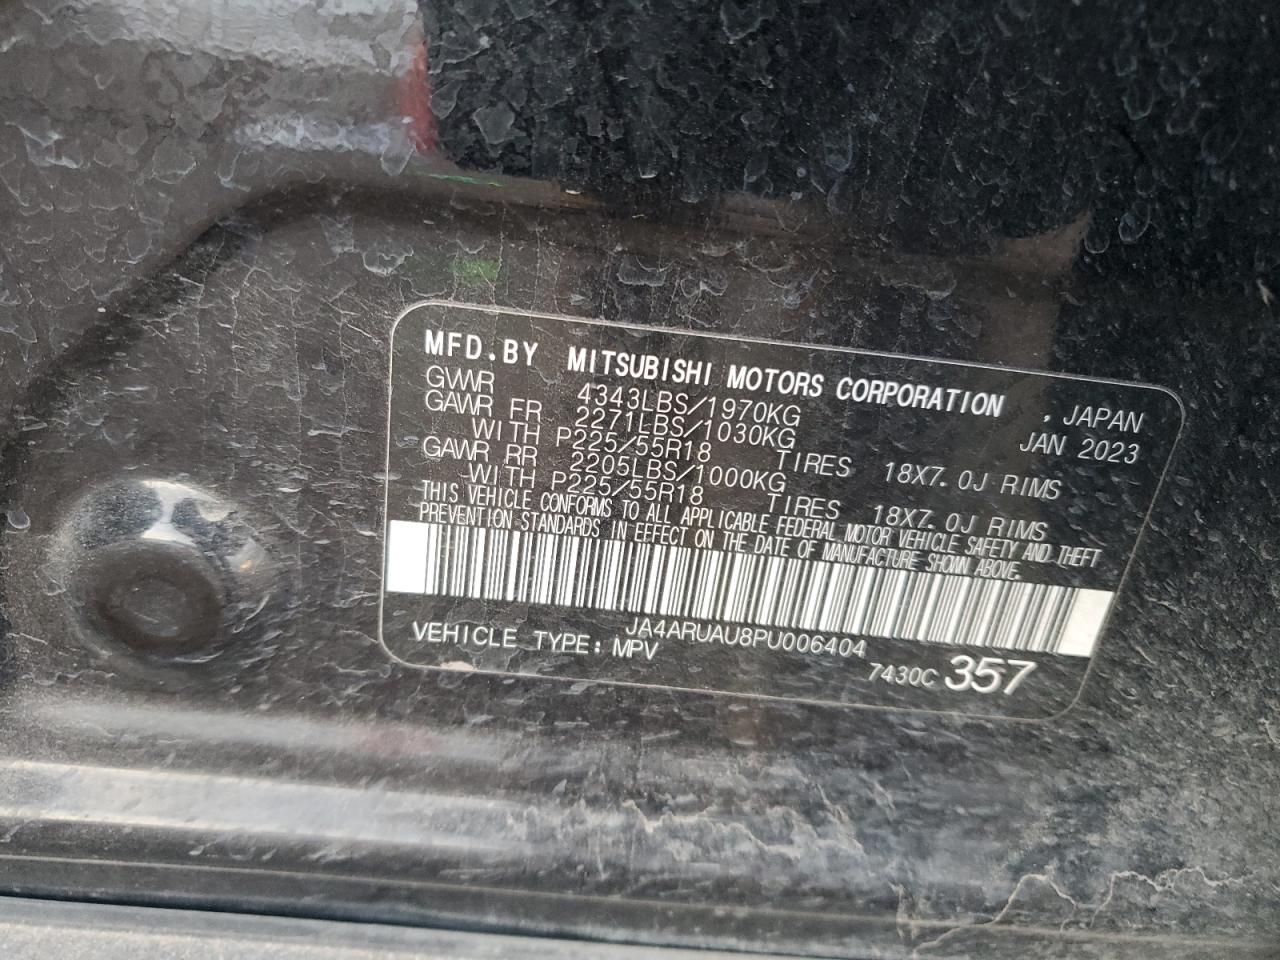 MFD.BY MITSUBISHI MOTORS CORPORATION , JAPAN
GVWR 4343LBS/1970KG JAN 2023
GAWR FR 2271LBS/1030KG
WITH P225/55R18 TIRES 18X7.0J RIMS
GAWR RR 2205LBS/1000KG
WITH P225/55R18 TIRES 18X7.0J RIMS
THIS VEHICLE CONFORMS TO ALL APPLICABLE FEDERAL MOTOR VEHICLE SAFETY AND THEFT
PREVENTION STANDARDS IN EFFECT ON THE DATE OF MANUFACTURE SHOWN ABOVE.
JA4ARUAU8PU006404
VEHICLE TYPE: MPV
7430C 357